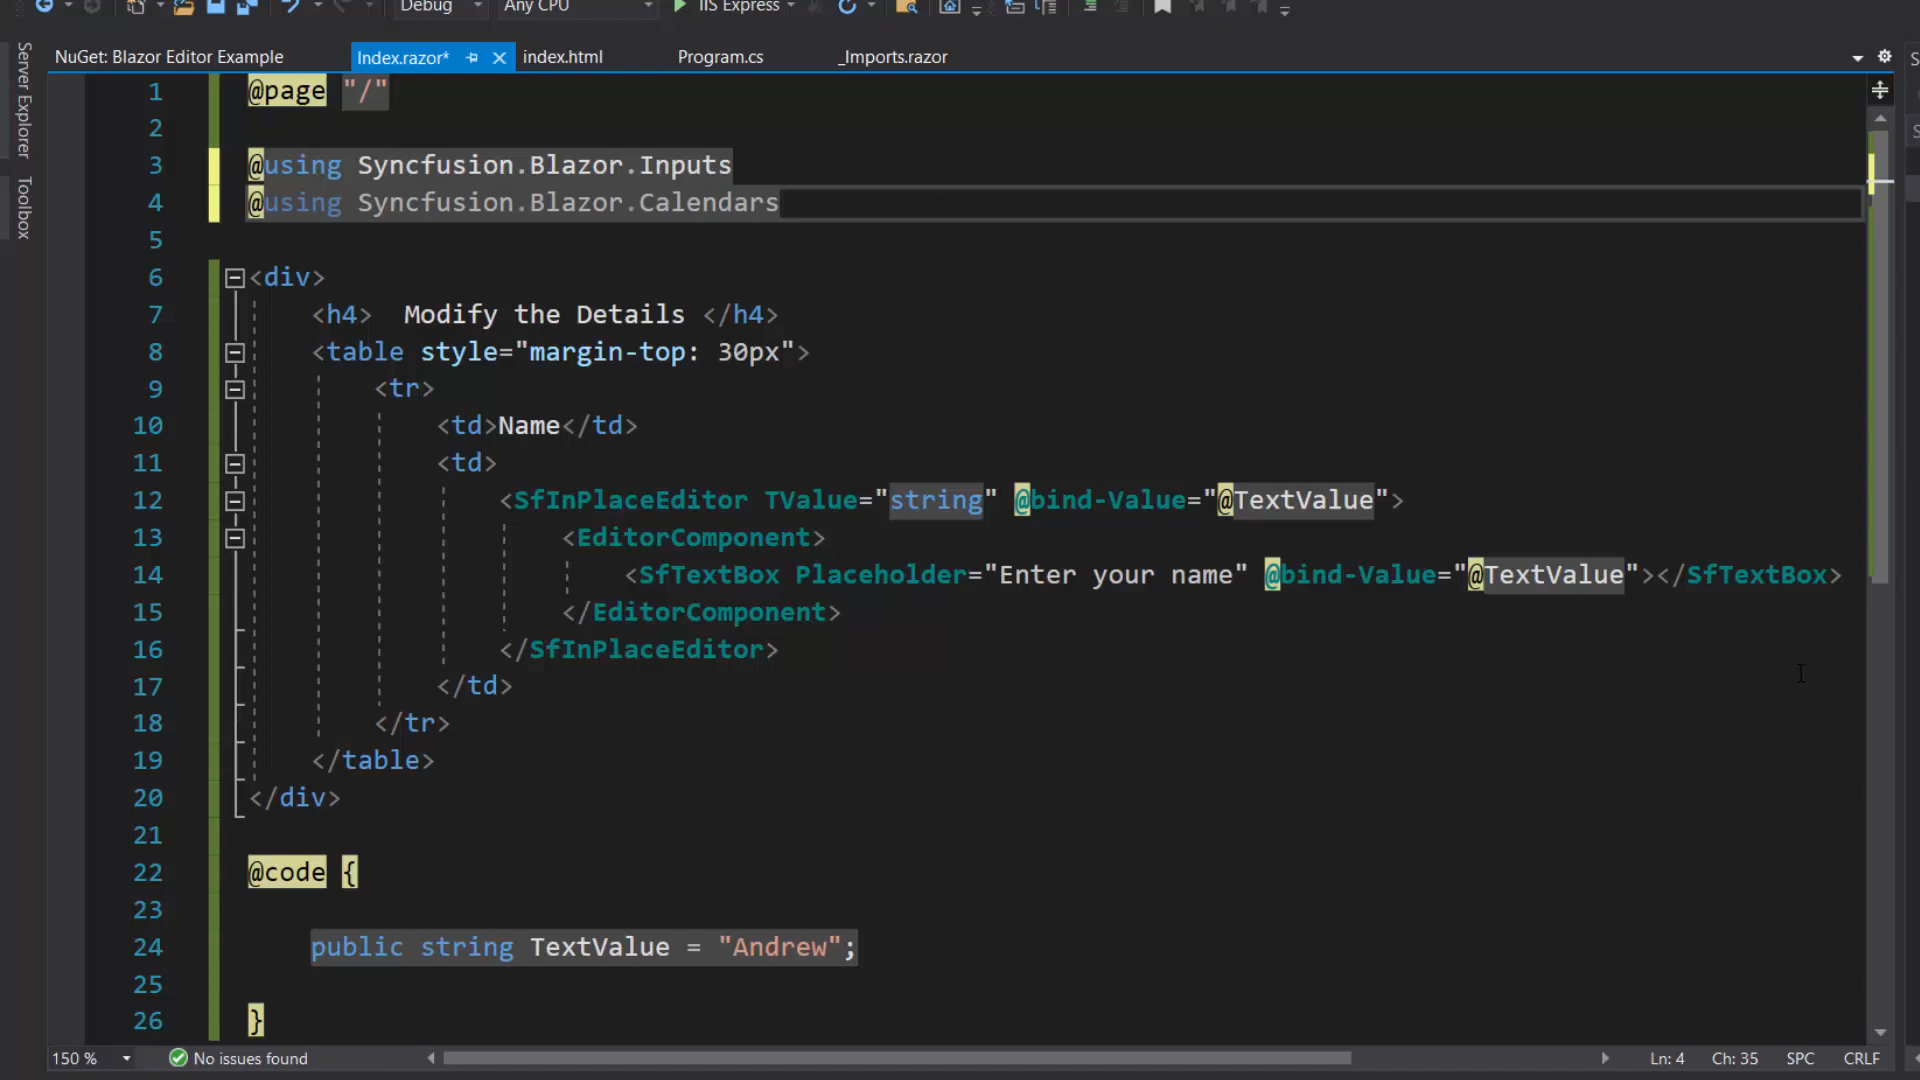 Debug Any CPU IIS Express
Server Explorer
Toolbox
NuGet: Blazor Editor Example Index.razor* index.html Program.cs _Imports.razor
1 @page "/"
2
3 @using Syncfusion.Blazor.Inputs
4 @using Syncfusion.Blazor.Calendars
5
6 <div>
7 <h4>  Modify the Details </h4>
8 <table style="margin-top: 30px">
9 <tr>
10 <td>Name</td>
11 <td>
12 <SfInPlaceEditor TValue="string" @bind-Value="@TextValue">
13 <EditorComponent>
14 <SfTextBox Placeholder="Enter your name" @bind-Value="@TextValue"></SfTextBox>
15 </EditorComponent>
16 </SfInPlaceEditor>
17 </td>
18 </tr>
19 </table>
20 </div>
21
22 @code {
23
24 public string TextValue = "Andrew";
25
26 }
150 % No issues found Ln: 4 Ch: 35 SPC CRLF